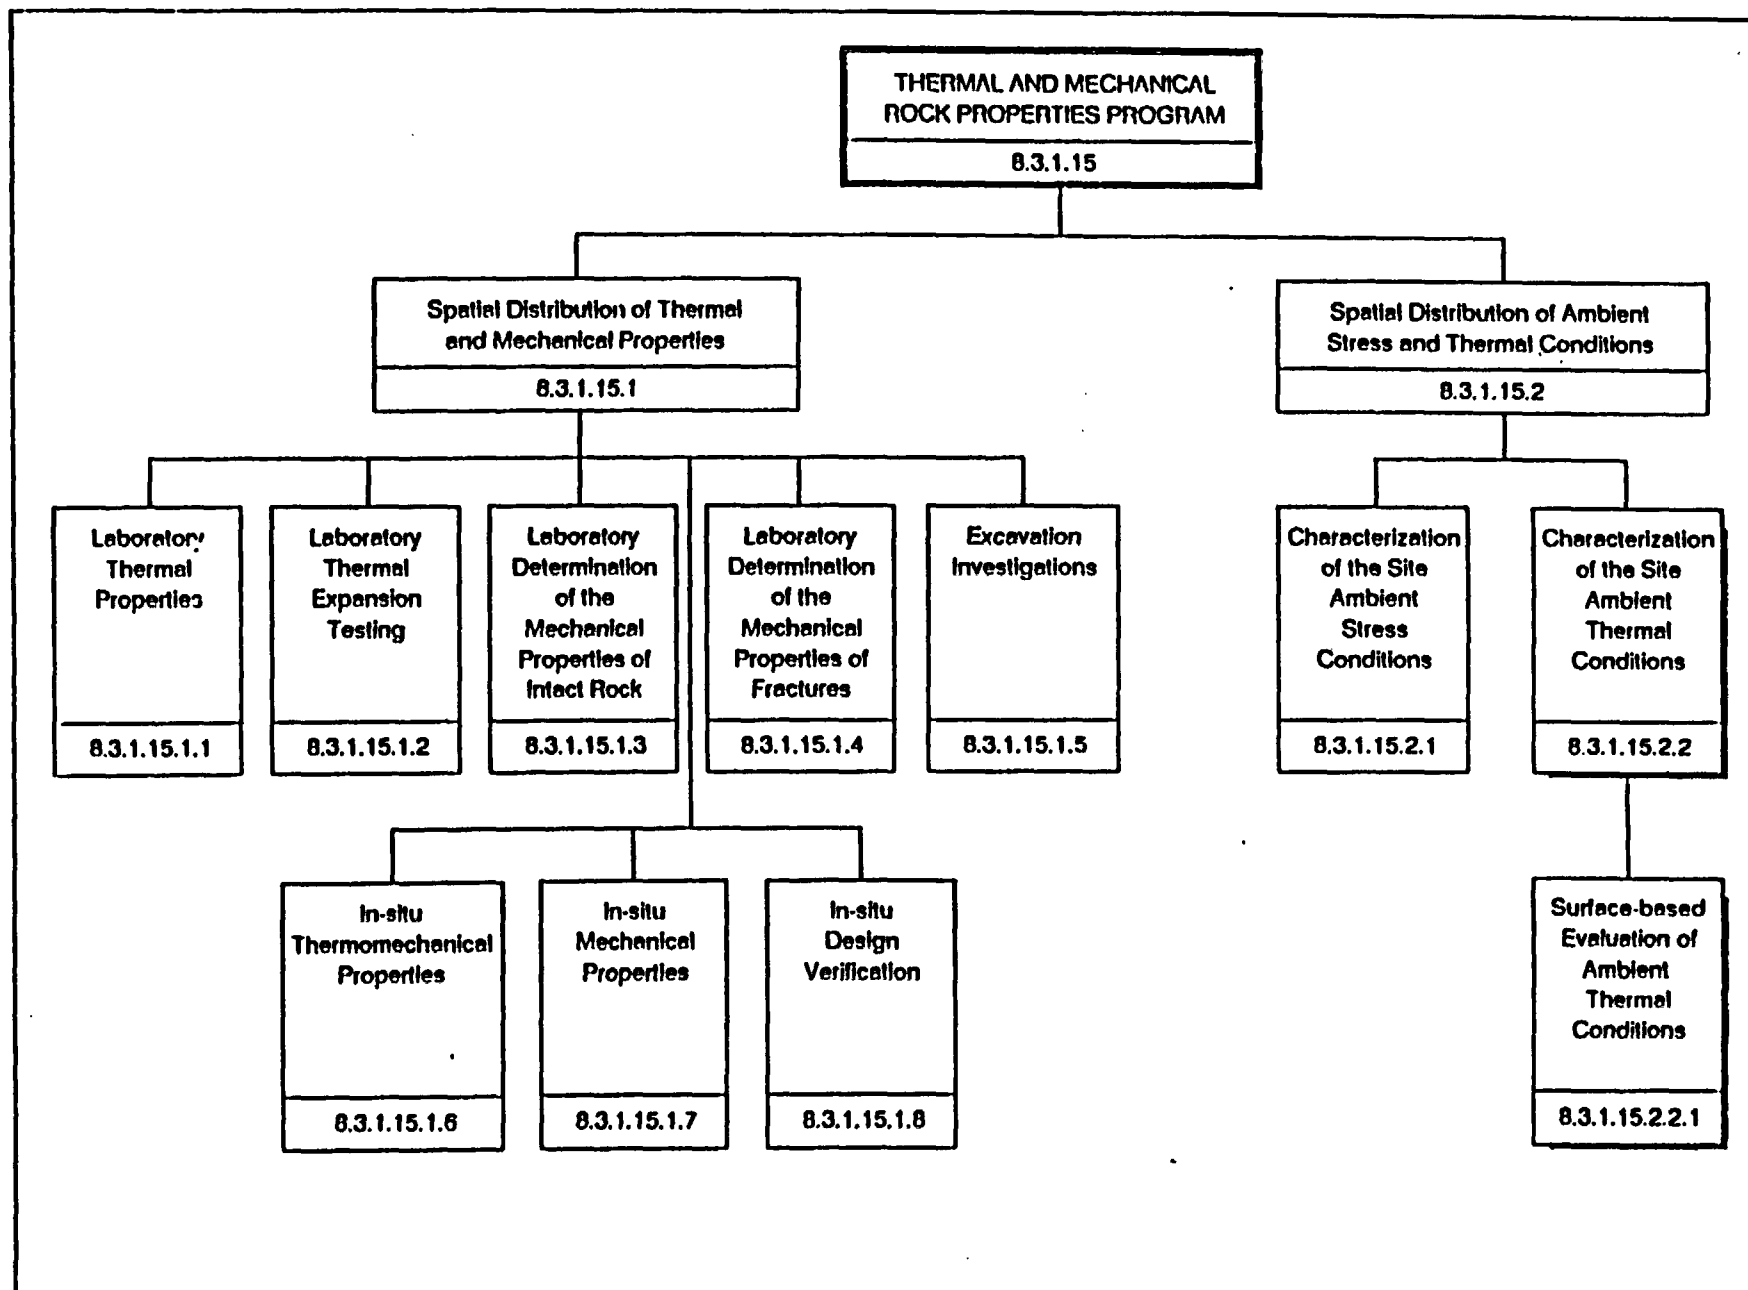 THERMAL AND MECHANICAL
ROCK PROPERTIES PROGRAM
8.3.1.15
Spatial Distribution of Thermal
and Mechanical Properties
8.3.1.15.1
Spatial Distribution of Ambient
Stress and Thermal Conditions
8.3.1.15.2
Laboratory
Thermal
Properties
8.3.1.15.1.1
Laboratory
Thermal
Expansion
Testing
8.3.1.15.1.2
Laboratory
Determination
of the
Mechanical
Properties of
Intact Rock
8.3.1.15.1.3
Laboratory
Determination
of the
Mechanical
Properties of
Fractures
8.3.1.15.1.4
Excavation
Investigations
8.3.1.15.1.5
Characterization
of the Site
Ambient
Stress
Conditions
8.3.1.15.2.1
Characterization
of the Site
Ambient
Thermal
Conditions
8.3.1.15.2.2
In-situ
Thermomechanical
Properties
8.3.1.15.1.6
In-situ
Mechanical
Properties
8.3.1.15.1.7
In-situ
Design
Verification
8.3.1.15.1.8
Surface-based
Evaluation of
Ambient
Thermal
Conditions
8.3.1.15.2.2.1